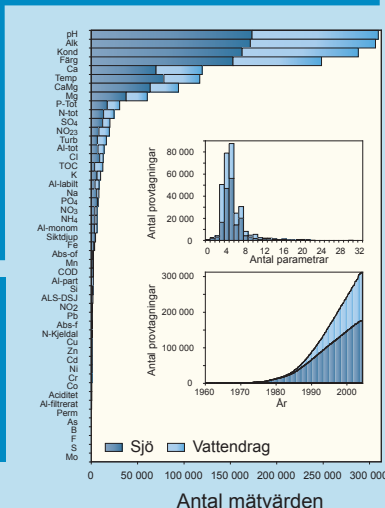 pH
Alk
Kond
Färg
Ca
Temp
CaMg
Mg
P-Tot
N-tot
SO4
NO23
Turb
Al-tot
Cl
TOC
K
Al-labilt
Na
PO4
NO3
NH4
Al-monom
Siktdjup
Fe
Abs-of
Mn
COD
Al-part
Si
ALS-DSJ
NO2
Pb
Abs-f
N-Kjeldal
Cu
Zn
Cd
Ni
Cr
Co
Aciditet
Al-filtrerat
Perm
As
B
F
S
Mo
Antal provtagningar
80 000
60 000
40 000
20 000
0
0 4 8 12 16 20 24 28 32
Antal parametrar
Antal provtagningar
300 000
200 000
100 000
0
1960 1970 1980 1990 2000
År
Sjö Vattendrag
0 50 000 100 000 150 000 200 000 250 000 300 000
Antal mätvärden